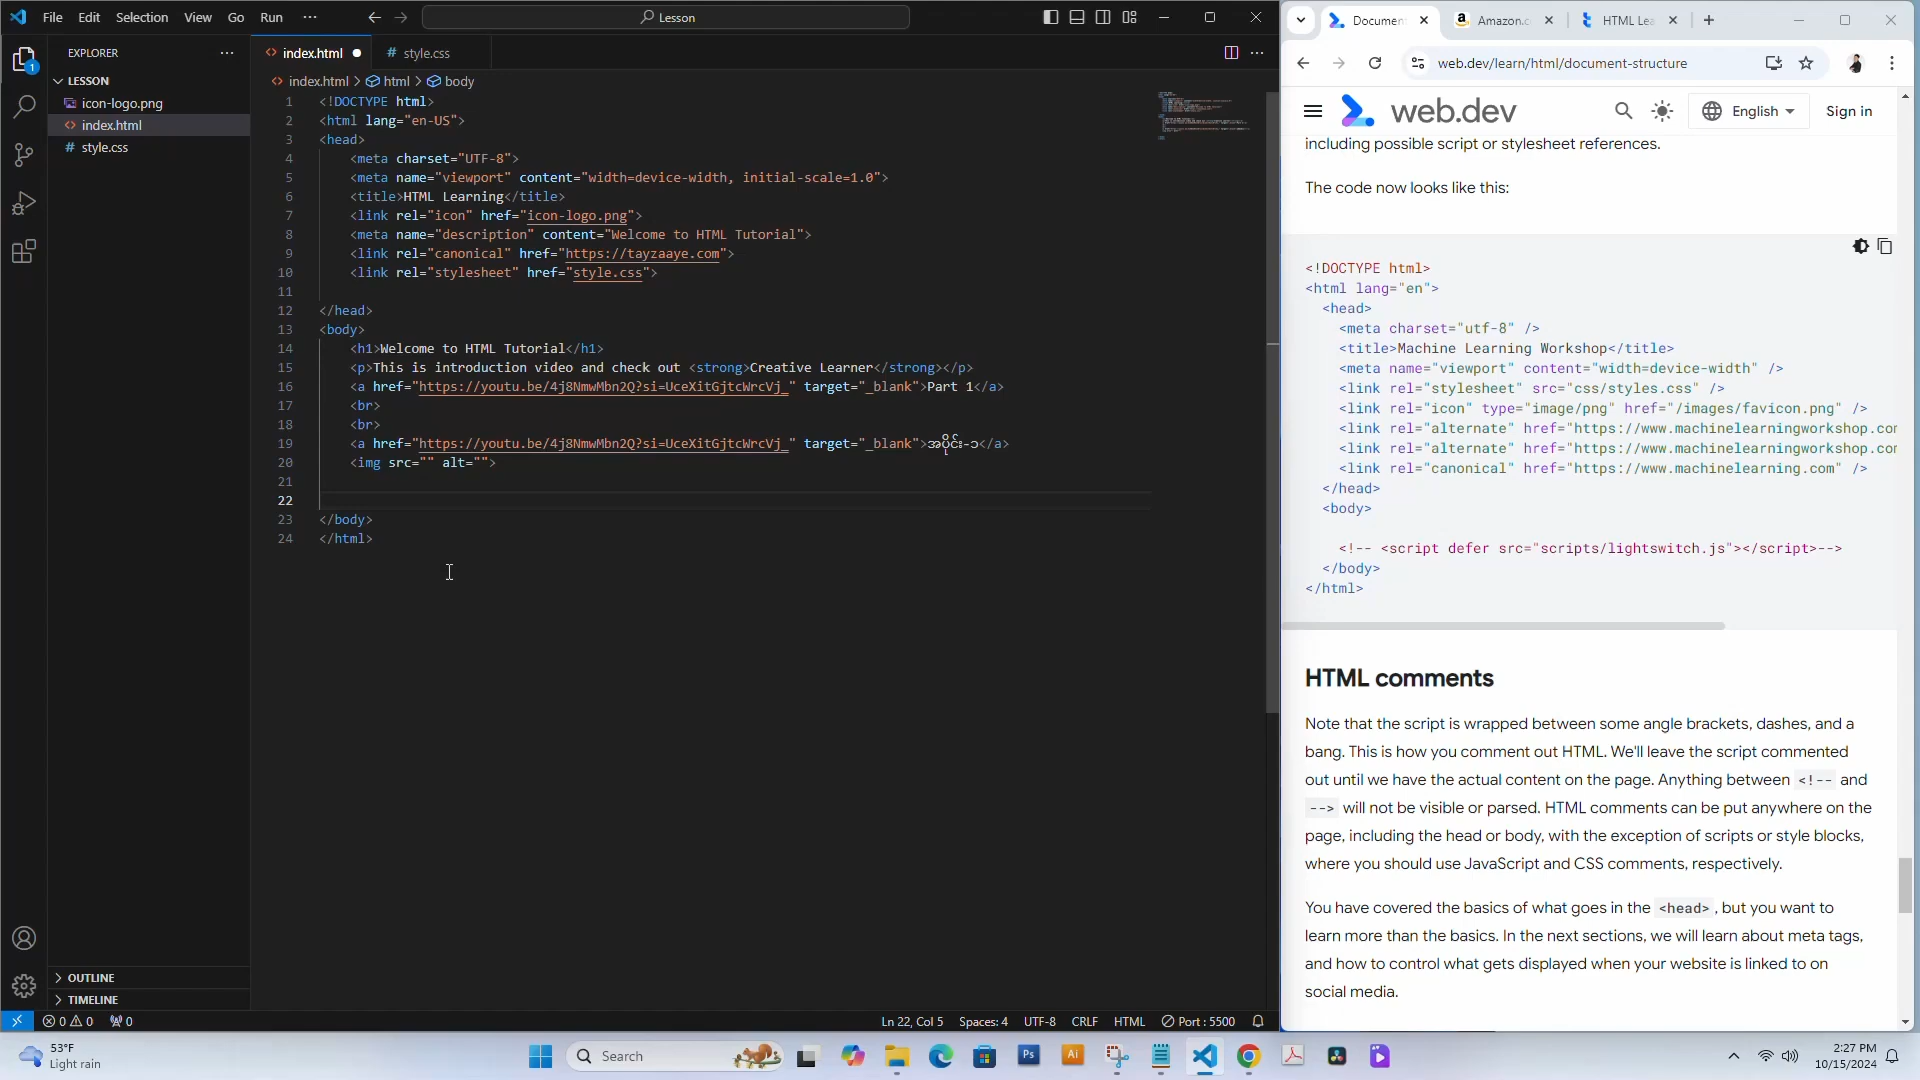 File Edit Selection View Go Run ··· Lesson
EXPLORER ···
LESSON
icon-logo.png
index.html
style.css
OUTLINE
TIMELINE
index.html style.css
index.html > html > body
1 <!DOCTYPE html>
2 <html lang="en-US">
3 <head>
4 <meta charset="UTF-8">
5 <meta name="viewport" content="width=device-width, initial-scale=1.0">
6 <title>HTML Learning</title>
7 <link rel="icon" href="icon-logo.png">
8 <meta name="description" content="Welcome to HTML Tutorial">
9 <link rel="canonical" href="https://tayzaaye.com">
10 <link rel="stylesheet" href="style.css">
11
12 </head>
13 <body>
14 <h1>Welcome to HTML Tutorial</h1>
15 <p>This is introduction video and check out <strong>Creative Learner</strong></p>
16 <a href="https://youtu.be/4j8NmwMbn2Q?si=UceXitGjtcWrcVj_" target="_blank">Part 1</a>
17 <br>
18 <br>
19 <a href="https://youtu.be/4j8NmwMbn2Q?si=UceXitGjtcWrcVj_" target="_blank">အပိုင်း-၁</a>
20 <img src="" alt="">
21
22
23 </body>
24 </html>
0 0 0 Ln 22, Col 5 Spaces: 4 UTF-8 CRLF HTML Port : 5500
Documen Amazon.c HTML Lea
web.dev/learn/html/document-structure
web.dev English Sign in
including possible script or stylesheet references.
The code now looks like this:
<!DOCTYPE html>
<html lang="en">
<head>
<meta charset="utf-8" />
<title>Machine Learning Workshop</title>
<meta name="viewport" content="width=device-width" />
<link rel="stylesheet" src="css/styles.css" />
<link rel="icon" type="image/png" href="/images/favicon.png" />
<link rel="alternate" href="https://www.machinelearningworkshop.com
<link rel="alternate" href="https://www.machinelearningworkshop.com
<link rel="canonical" href="https://www.machinelearning.com" />
</head>
<body>
<!-- <script defer src="scripts/lightswitch.js"></script>-->
</body>
</html>
HTML comments
Note that the script is wrapped between some angle brackets, dashes, and a
bang. This is how you comment out HTML. We'll leave the script commented
out until we have the actual content on the page. Anything between <!-- and
--> will not be visible or parsed. HTML comments can be put anywhere on the
page, including the head or body, with the exception of scripts or style blocks,
where you should use JavaScript and CSS comments, respectively.
You have covered the basics of what goes in the <head>, but you want to
learn more than the basics. In the next sections, we will learn about meta tags,
and how to control what gets displayed when your website is linked to on
social media.
53°F
Light rain
Search
Ps
Ai
2:27 PM
10/15/2024